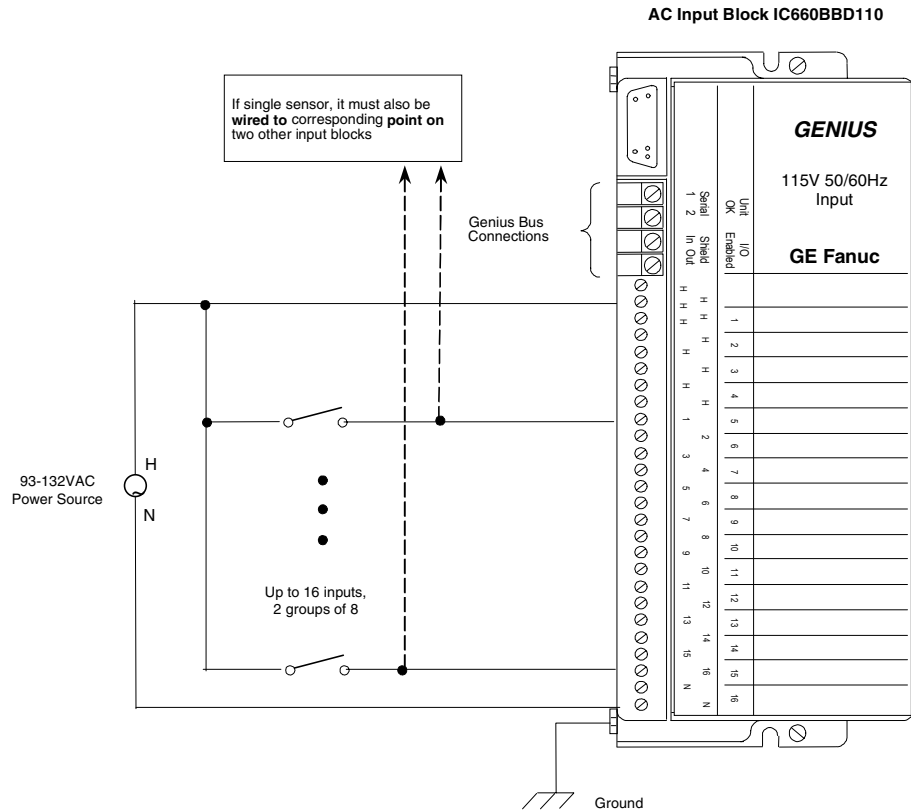 AC Input Block IC660BBD110
If single sensor, it must also be
wired to corresponding point on
two other input blocks
Genius Bus
Connections
GENIUS
115V 50/60Hz
Input
GE Fanuc
Serial
1 2
Shield
In Out
Unit
OK
I/O
Enabled
H
H
H
H
H
H
H
H
H
H
1
2
3
4
5
6
7
8
9
10
11
12
13
14
15
16
N
N
1
2
3
4
5
6
7
8
9
10
11
12
13
14
15
16
93-132VAC
Power Source
H
N
Up to 16 inputs,
2 groups of 8
Ground